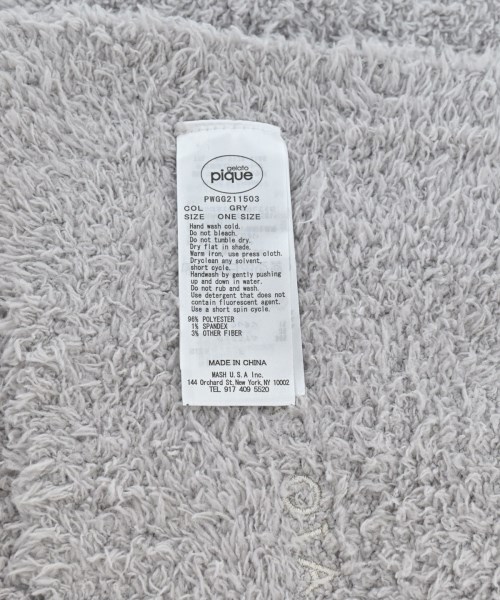 gelato
pique
PWGG211503
COL GRY
SIZE ONE SIZE
Hand wash cold.
Do not bleach.
Do not tumble dry.
Dry flat in shade.
Warm iron, use press cloth.
Dryclean any solvent,
short cycle.
Handwash by gently pushing
up and down in water.
Do not rub and wash.
Use detergent that does not
contain fluorescent agent.
Use a short spin cycle.
96% POLYESTER
1% SPANDEX
3% OTHER FIBER
MADE IN CHINA
MASH U.S.A Inc.
144 Orchard St, New York, NY 10002
TEL 917 409 5520